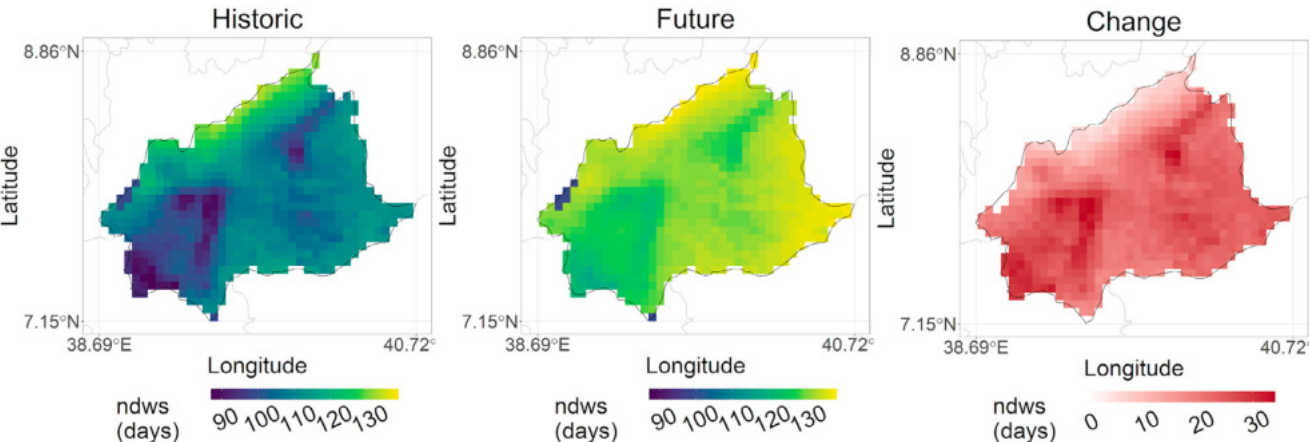 Historic
Future
Change
8.86°N
8.86°N
8.86°N
Latitude
Latitude
Latitude
7.15°N
7.15°N
7.15°N
38.69°E
40.72°
38.69°E
40.72°
38.69°E
40.72°
Longitude
Longitude
Longitude
ndws
(days)
90 100 110 120 130
ndws
(days)
90 100 110 120 130
ndws
(days)
0 10 20 30